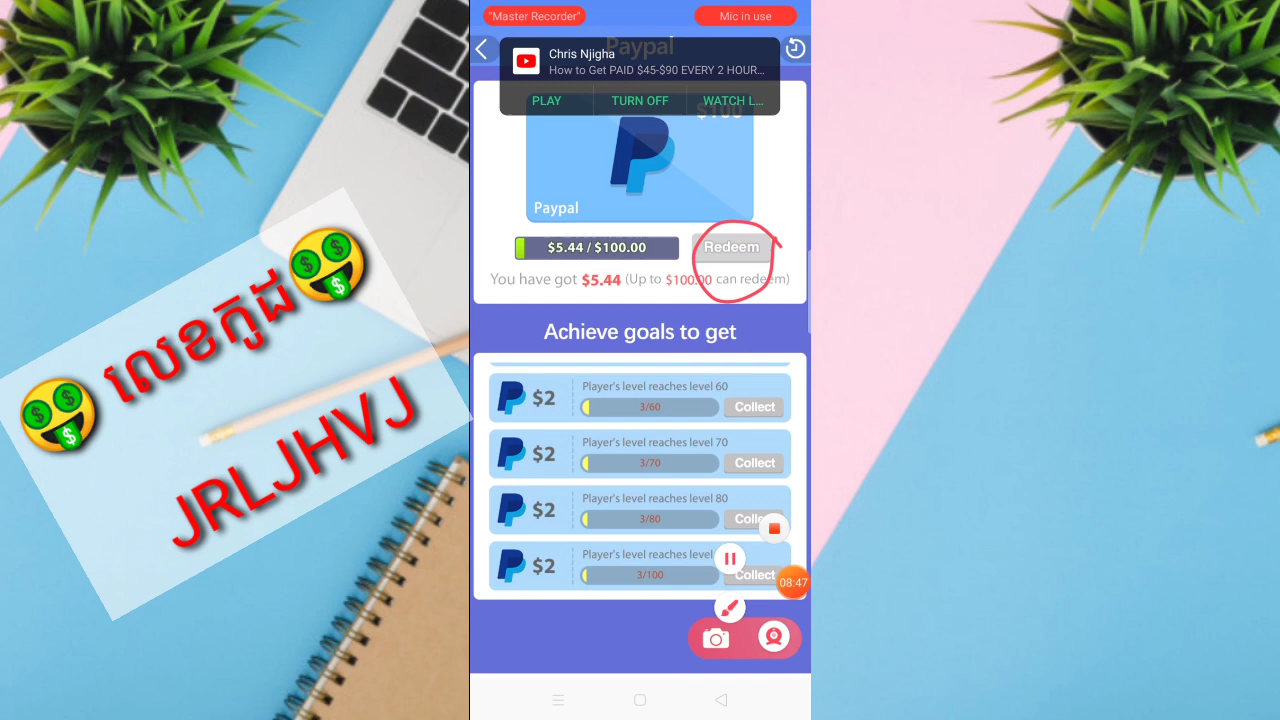 "Master Recorder"
Mic in use
Paypal
Chris Njigha
How to Get PAID $45-$90 EVERY 2 HOUR...
PLAY
TURN OFF
WATCH L...
$100
Paypal
$5.44 / $100.00
Redeem
You have got $5.44 (Up to $100.00 can redeem)
Achieve goals to get
$2
Player's level reaches level 60
3/60
Collect
$2
Player's level reaches level 70
3/70
Collect
$2
Player's level reaches level 80
3/80
Colle
$2
Player's level reaches level
3/100
Collect
08:47
លេខកូដ
JRLJHVJ